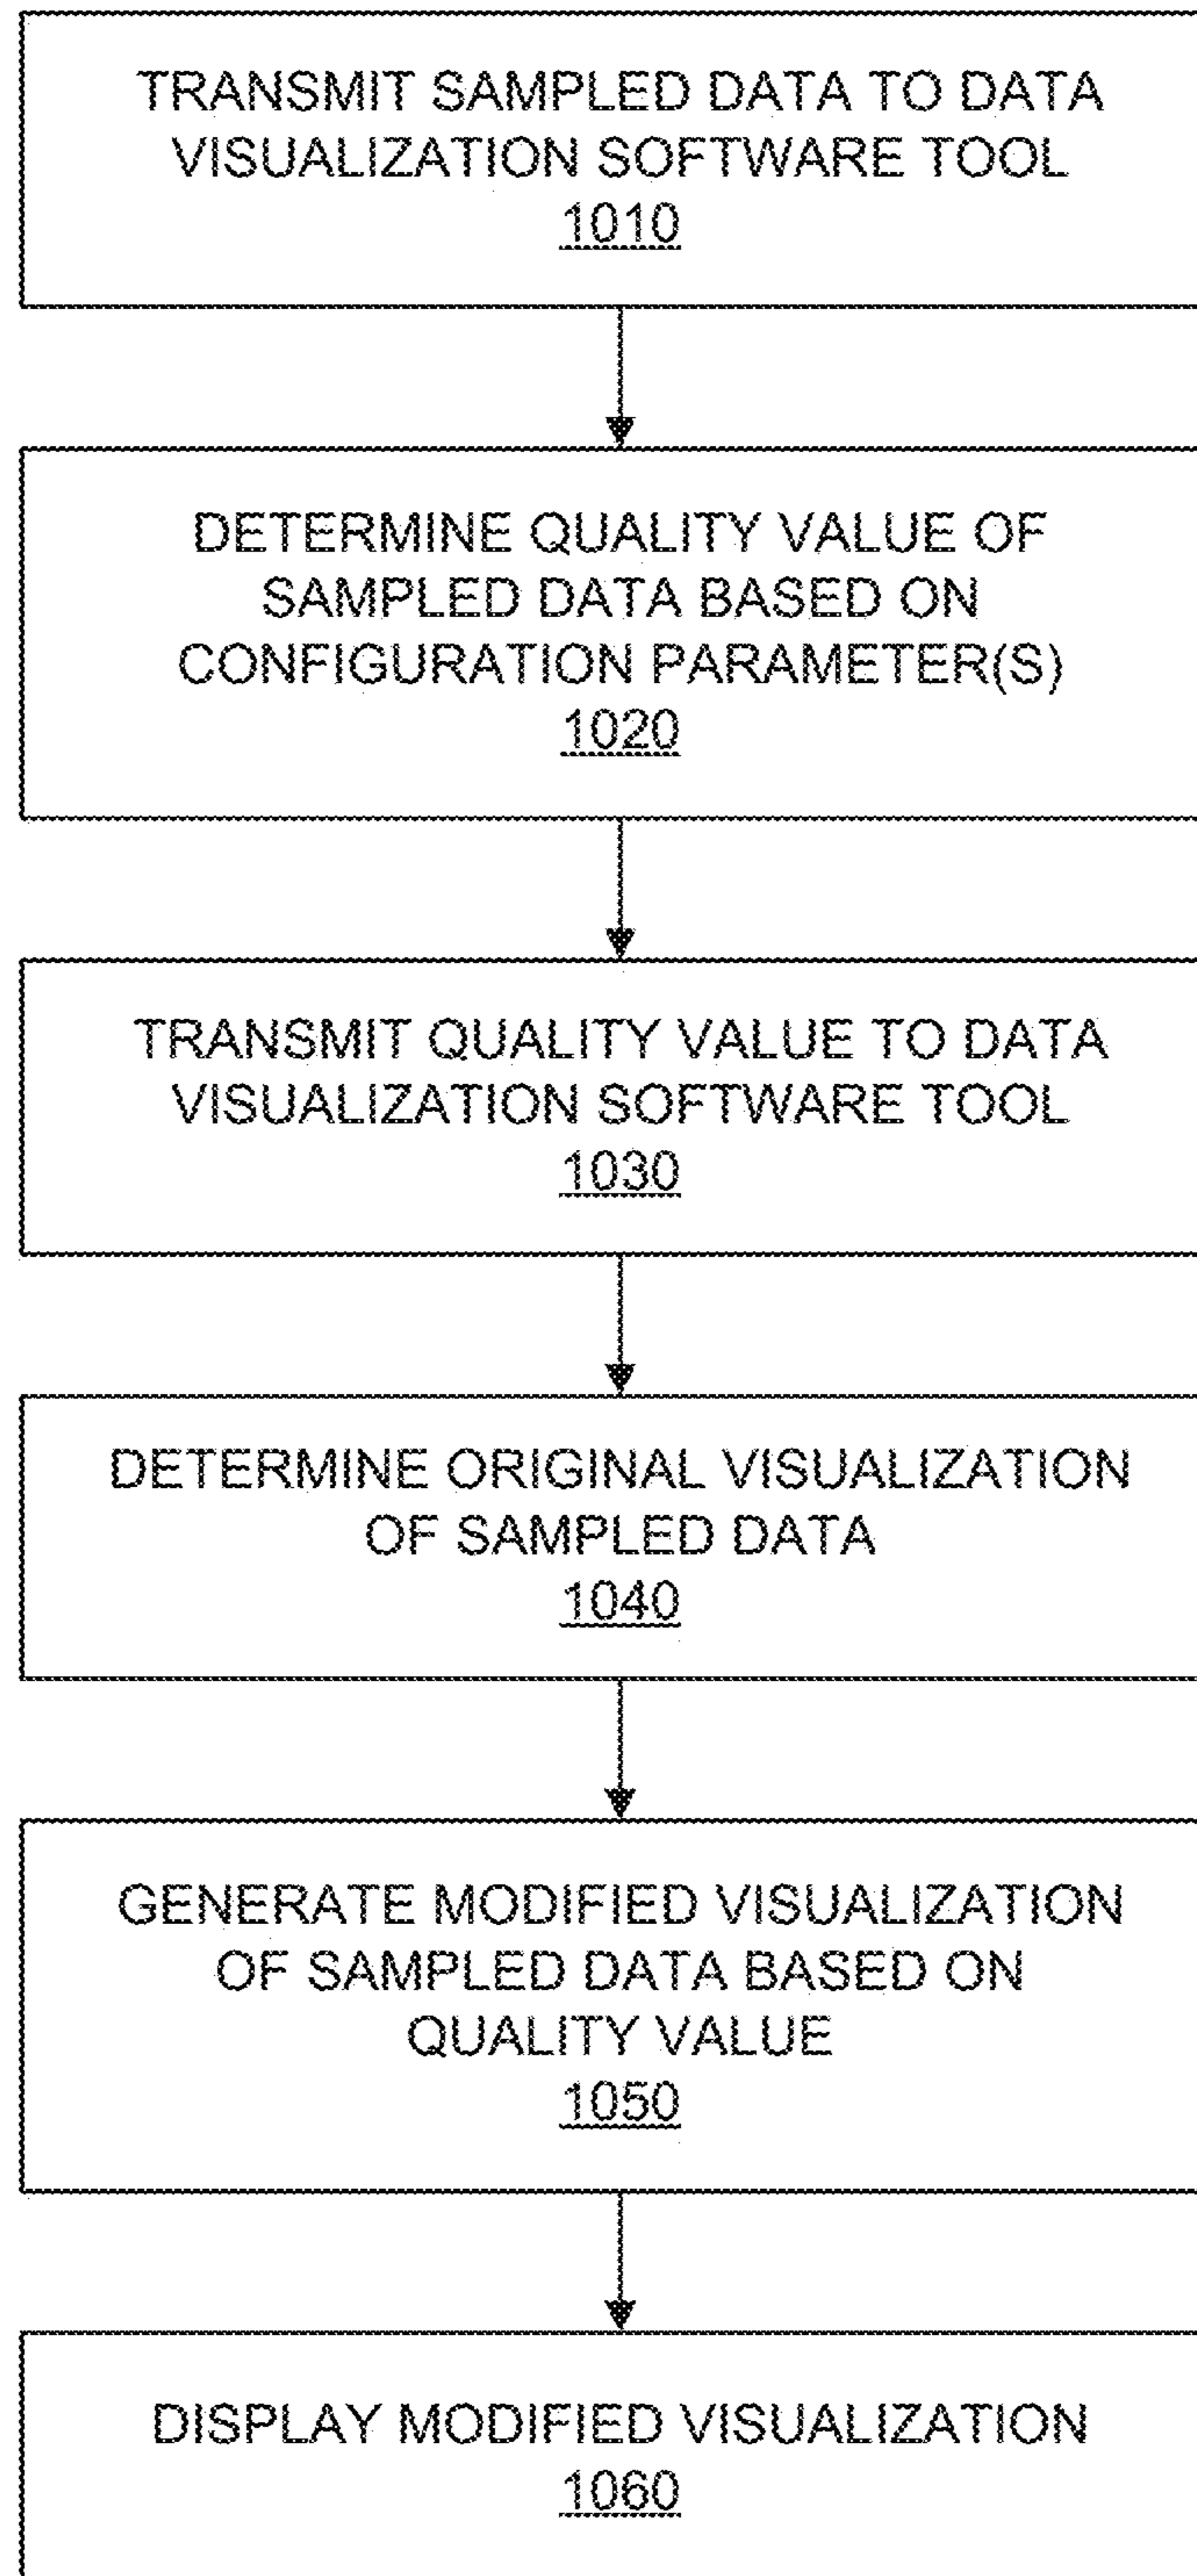 TRANSMIT SAMPLED DATA TO DATA
VISUALIZATION SOFTWARE TOOL
1010
DETERMINE QUALITY VALUE OF
SAMPLED DATA BASED ON
CONFIGURATION PARAMETER(S)
1020
TRANSMIT QUALITY VALUE TO DATA
VISUALIZATION SOFTWARE TOOL
1030
DETERMINE ORIGINAL VISUALIZATION
OF SAMPLED DATA
1040
GENERATE MODIFIED VISUALIZATION
OF SAMPLED DATA BASED ON
QUALITY VALUE
1050
DISPLAY MODIFIED VISUALIZATION
1060